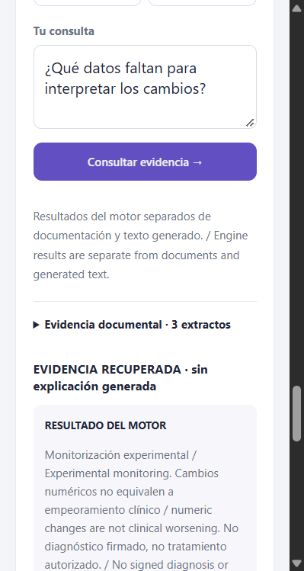 Tu consulta
¿Qué datos faltan para
interpretar los cambios?
Consultar evidencia →
Resultados del motor separados de
documentación y texto generado. / Engine
results are separate from documents and
generated text.
▶ Evidencia documental · 3 extractos
EVIDENCIA RECUPERADA · sin
explicación generada
RESULTADO DEL MOTOR
Monitorización experimental /
Experimental monitoring. Cambios
numéricos no equivalen a
empeoramiento clínico / numeric
changes are not clinical worsening. No
diagnóstico firmado, no tratamiento
autorizado. / No signed diagnosis or